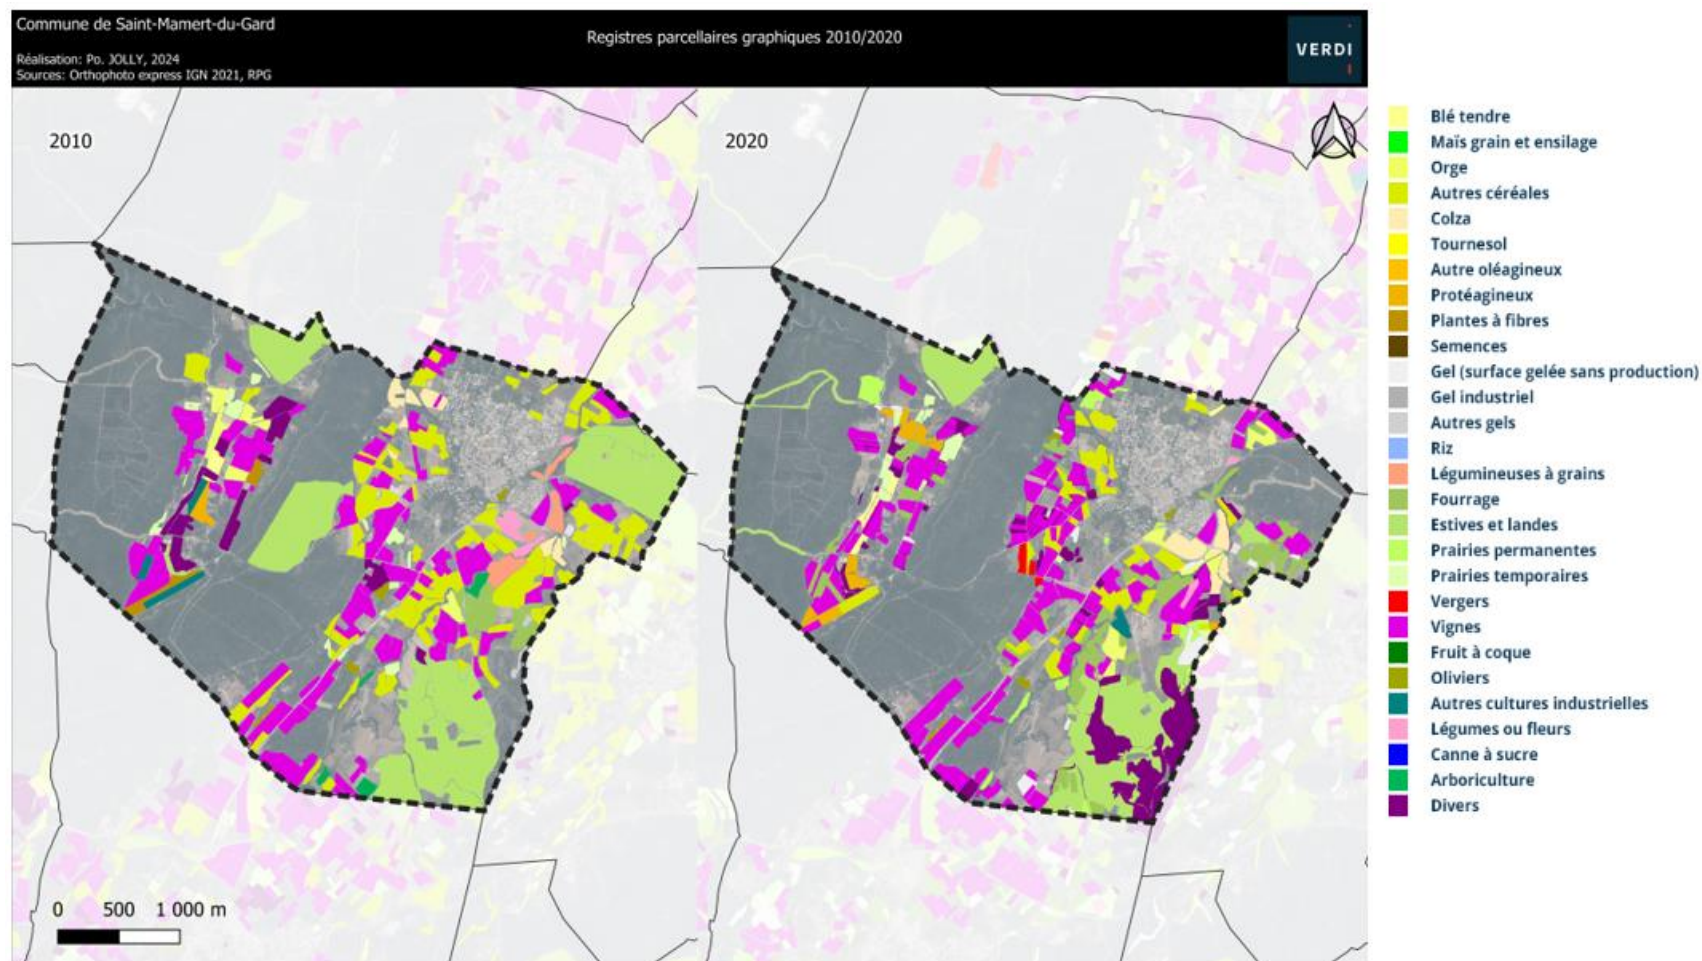 Commune de Saint-Mamert-du-Gard
Réalisation: Po. JOLLY, 2024
Sources: Orthophoto express IGN 2021, RPG
Registres parcellaires graphiques 2010/2020
VERDI
2010
2020
0 500 1 000 m
Blé tendre
Maïs grain et ensilage
Orge
Autres céréales
Colza
Tournesol
Autre oléagineux
Protéagineux
Plantes à fibres
Semences
Gel (surface gelée sans production)
Gel industriel
Autres gels
Riz
Légumineuses à grains
Fourrage
Estives et landes
Prairies permanentes
Prairies temporaires
Vergers
Vignes
Fruit à coque
Oliviers
Autres cultures industrielles
Légumes ou fleurs
Canne à sucre
Arboriculture
Divers